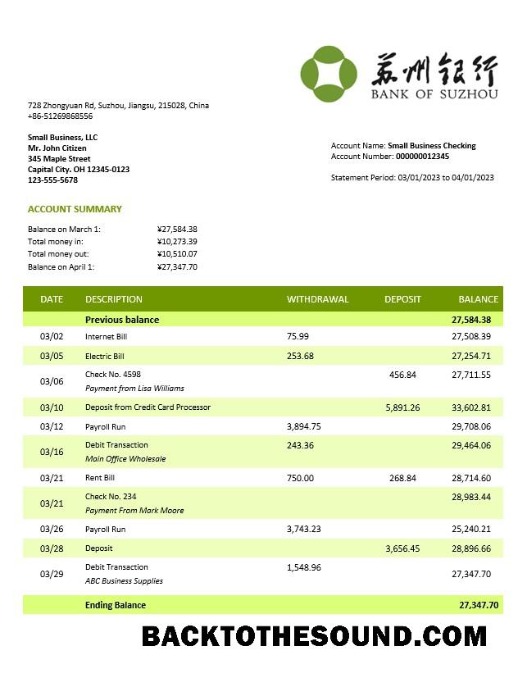 苏州银行
BANK OF SUZHOU
728 Zhongyuan Rd, Suzhou, Jiangsu, 215028, China
+86-51269868556
Small Business, LLC
Mr. John Citizen
345 Maple Street
Capital City. OH 12345-0123
123-555-5678
Account Name: Small Business Checking
Account Number: 000000012345
Statement Period: 03/01/2023 to 04/01/2023
ACCOUNT SUMMARY
Balance on March 1: ¥27,584.38
Total money in: ¥10,273.39
Total money out: ¥10,510.07
Balance on April 1: ¥27,347.70
DATE DESCRIPTION WITHDRAWAL DEPOSIT BALANCE
Previous balance 27,584.38
03/02 Internet Bill 75.99 27,508.39
03/05 Electric Bill 253.68 27,254.71
03/06 Check No. 4598 456.84 27,711.55
Payment from Lisa Williams
03/10 Deposit from Credit Card Processor 5,891.26 33,602.81
03/12 Payroll Run 3,894.75 29,708.06
03/16 Debit Transaction 243.36 29,464.06
Main Office Wholesale
03/21 Rent Bill 750.00 268.84 28,714.60
03/21 Check No. 234 28,983.44
Payment From Mark Moore
03/26 Payroll Run 3,743.23 25,240.21
03/28 Deposit 3,656.45 28,896.66
03/29 Debit Transaction 1,548.96 27,347.70
ABC Business Supplies
Ending Balance 27,347.70
BACKTOTHESOUND.COM